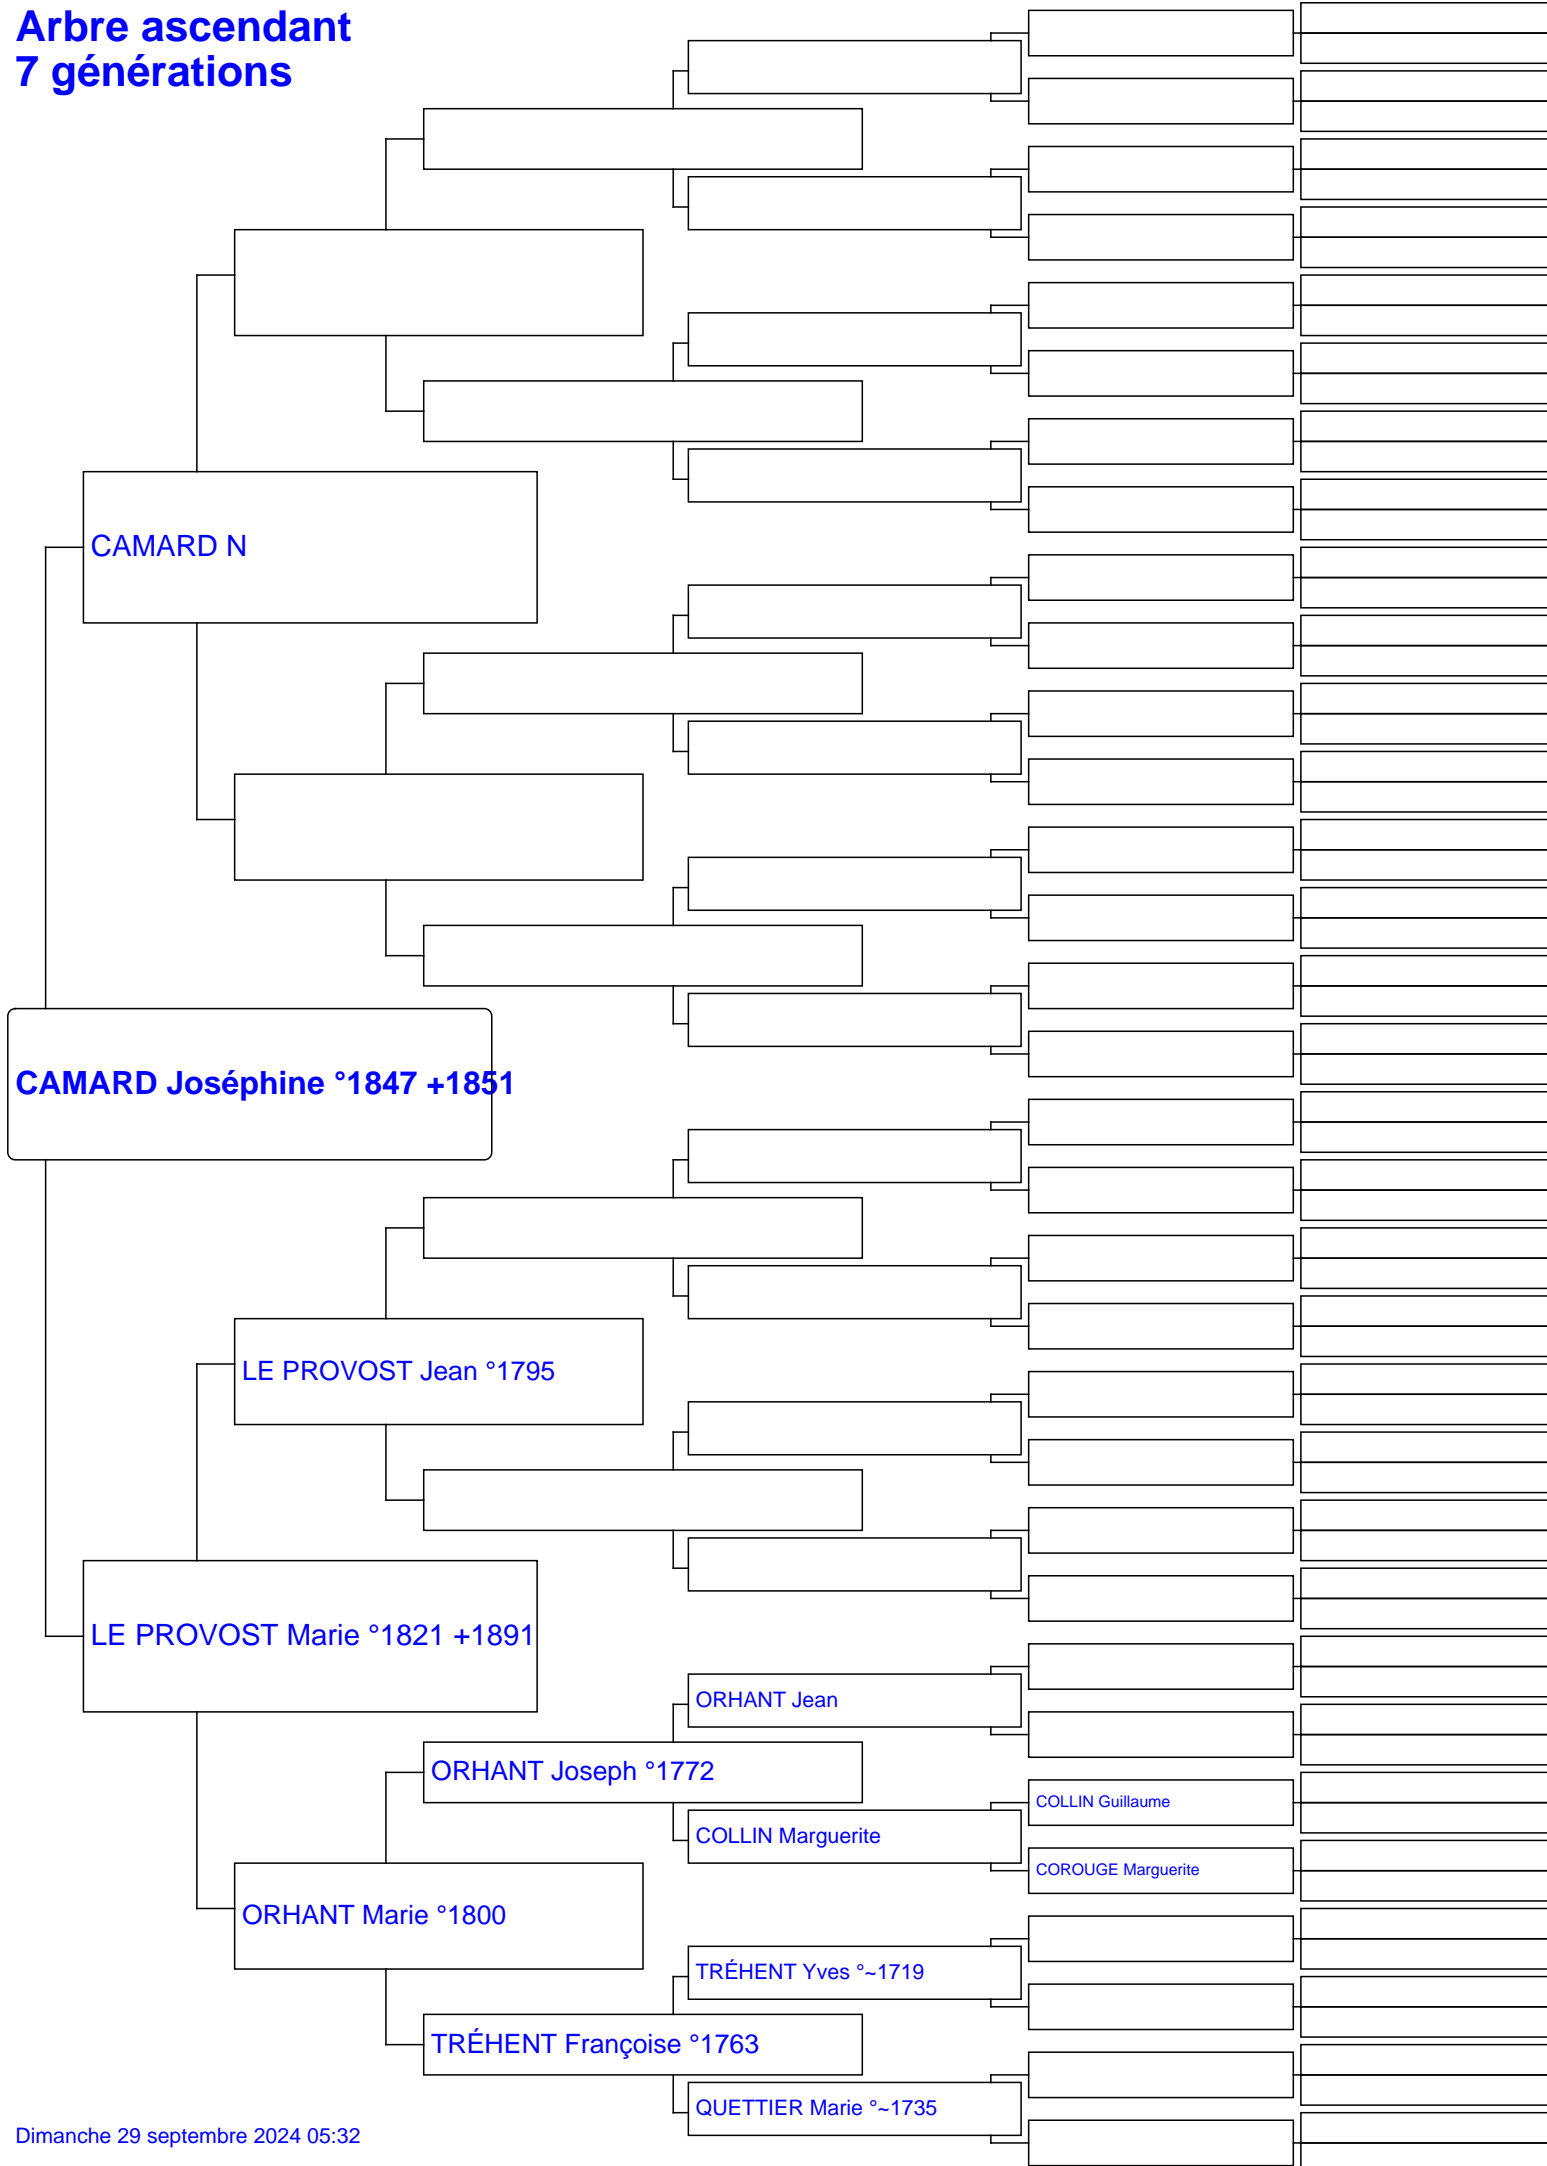 Arbre ascendant
7 générations
CAMARD N
CAMARD Joséphine °1847 +1851
LE PROVOST Jean °1795
LE PROVOST Marie °1821 +1891
ORHANT Jean
ORHANT Joseph °1772
COLLIN Guillaume
COLLIN Marguerite
COROUGE Marguerite
ORHANT Marie °1800
TRÉHENT Yves °~1719
TRÉHENT Françoise °1763
QUETTIER Marie °~1735
Dimanche 29 septembre 2024 05:32